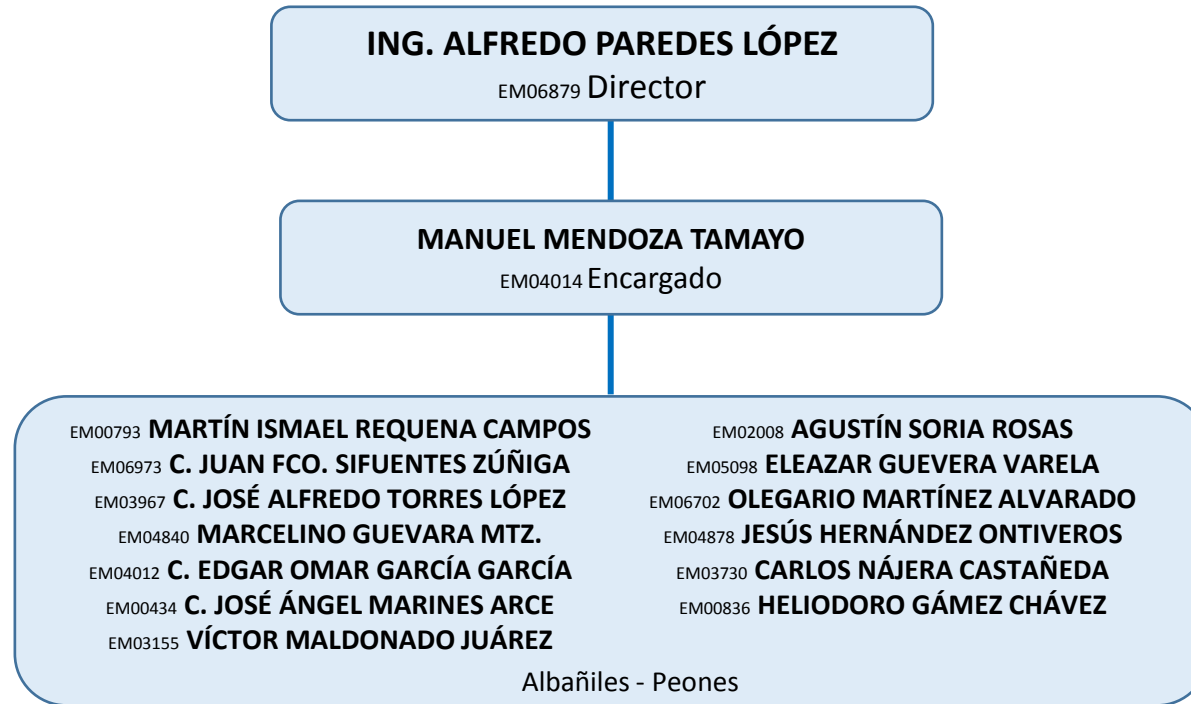 ING. ALFREDO PAREDES LÓPEZ
EM06879 Director
MANUEL MENDOZA TAMAYO
EM04014 Encargado
EM00793 MARTÍN ISMAEL REQUENA CAMPOS
EM06973 C. JUAN FCO. SIFUENTES ZÚÑIGA
EM03967 C. JOSÉ ALFREDO TORRES LÓPEZ
EM04840 MARCELINO GUEVARA MTZ.
EM04012 C. EDGAR OMAR GARCÍA GARCÍA
EM00434 C. JOSÉ ÁNGEL MARINES ARCE
EM03155 VÍCTOR MALDONADO JUÁREZ
EM02008 AGUSTÍN SORIA ROSAS
EM05098 ELEAZAR GUEVERA VARELA
EM06702 OLEGARIO MARTÍNEZ ALVARADO
EM04878 JESÚS HERNÁNDEZ ONTIVEROS
EM03730 CARLOS NÁJERA CASTAÑEDA
EM00836 HELIODORO GÁMEZ CHÁVEZ
Albañiles - Peones